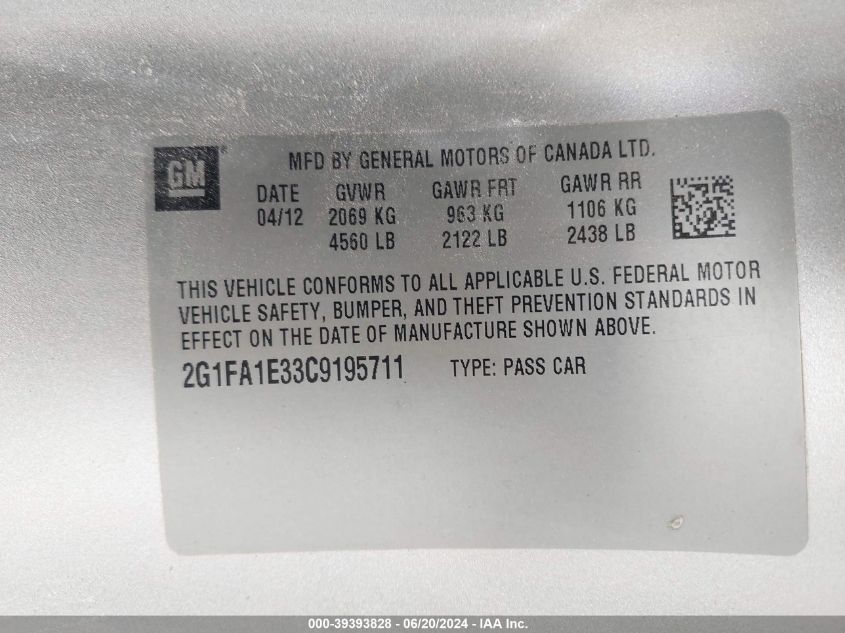 GM®
MFD BY GENERAL MOTORS OF CANADA LTD.
DATE GVWR GAWR FRT GAWR RR
04/12 2069 KG 963 KG 1106 KG
4560 LB 2122 LB 2438 LB
THIS VEHICLE CONFORMS TO ALL APPLICABLE U.S. FEDERAL MOTOR
VEHICLE SAFETY, BUMPER, AND THEFT PREVENTION STANDARDS IN
EFFECT ON THE DATE OF MANUFACTURE SHOWN ABOVE.
2G1FA1E33C9195711 TYPE: PASS CAR
000-39393828 - 06/20/2024 - IAA Inc.